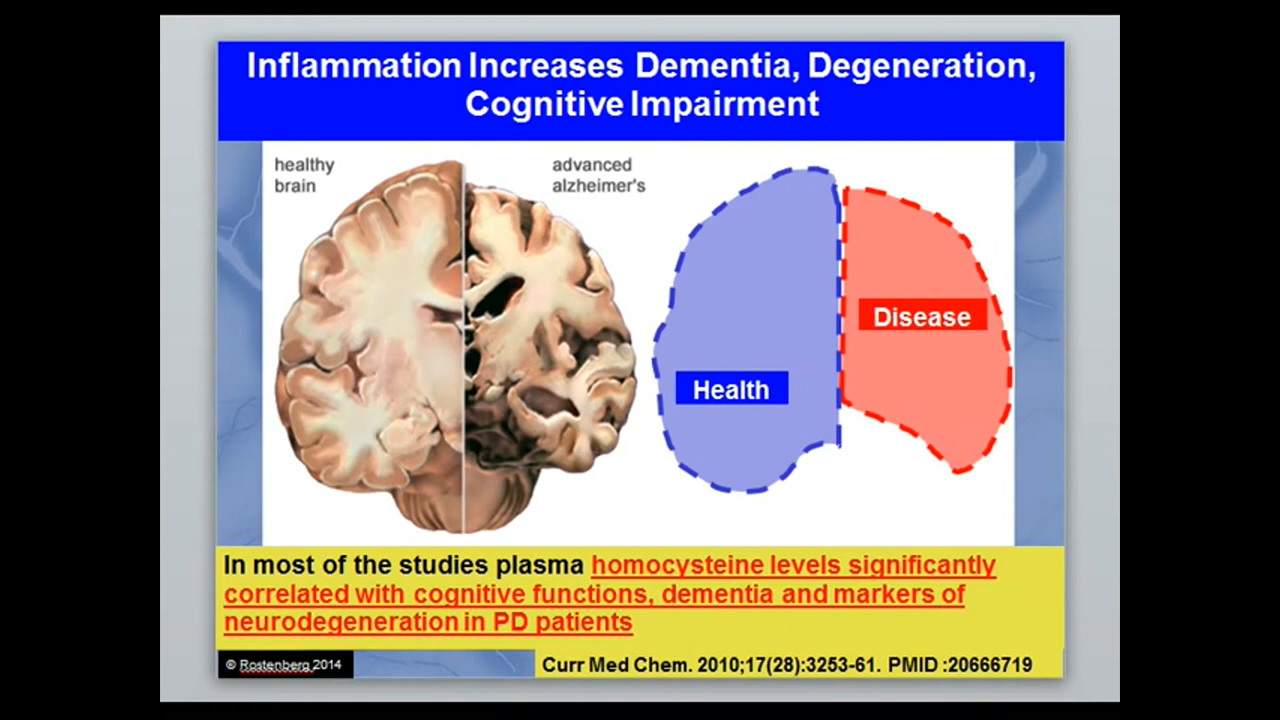 Inflammation Increases Dementia, Degeneration,
Cognitive Impairment
healthy
brain
advanced
alzheimer's
Disease
Health
In most of the studies plasma homocysteine levels significantly
correlated with cognitive functions, dementia and markers of
neurodegeneration in PD patients
© Rostenberg 2014
Curr Med Chem. 2010;17(28):3253-61. PMID :20666719